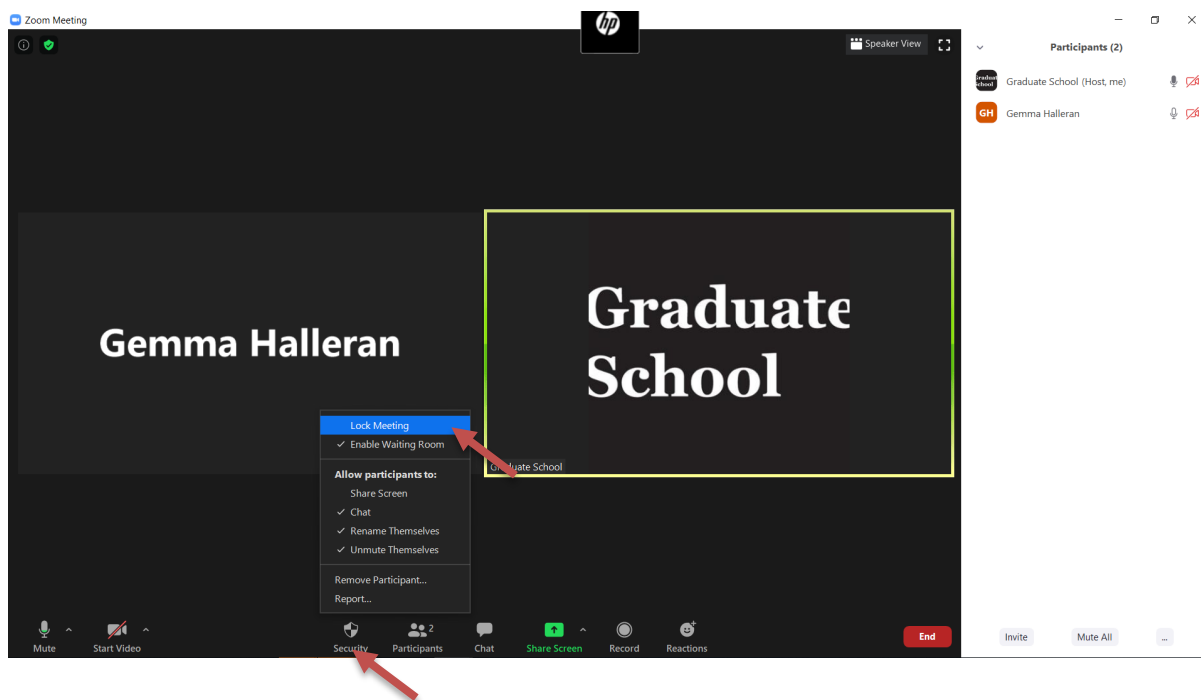 Zoom Meeting
hp
Speaker View
Participants (2)
Graduate School
Graduate School (Host, me)
GH Gemma Halleran
Gemma Halleran
Graduate
School
Graduate School
Lock Meeting
Enable Waiting Room
Allow participants to:
Share Screen
Chat
Rename Themselves
Unmute Themselves
Remove Participant...
Report...
Mute
Start Video
Security
Participants 2
Chat
Share Screen
Record
Reactions
End
Invite
Mute All
...